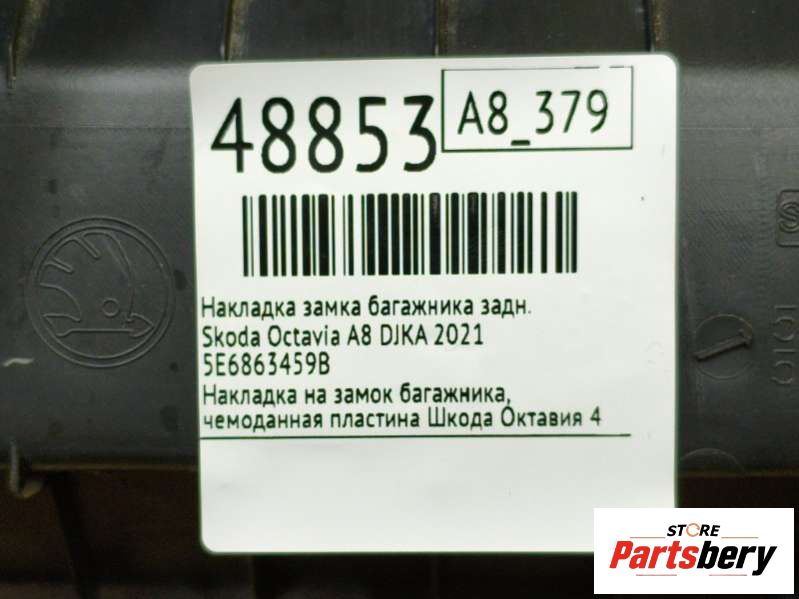 48853
A8_379
Накладка замка багажника задн.
Skoda Octavia A8 DJKA 2021
5E6863459B
Накладка на замок багажника,
чемоданная пластина Шкода Октавия 4
STORE
Partsbery